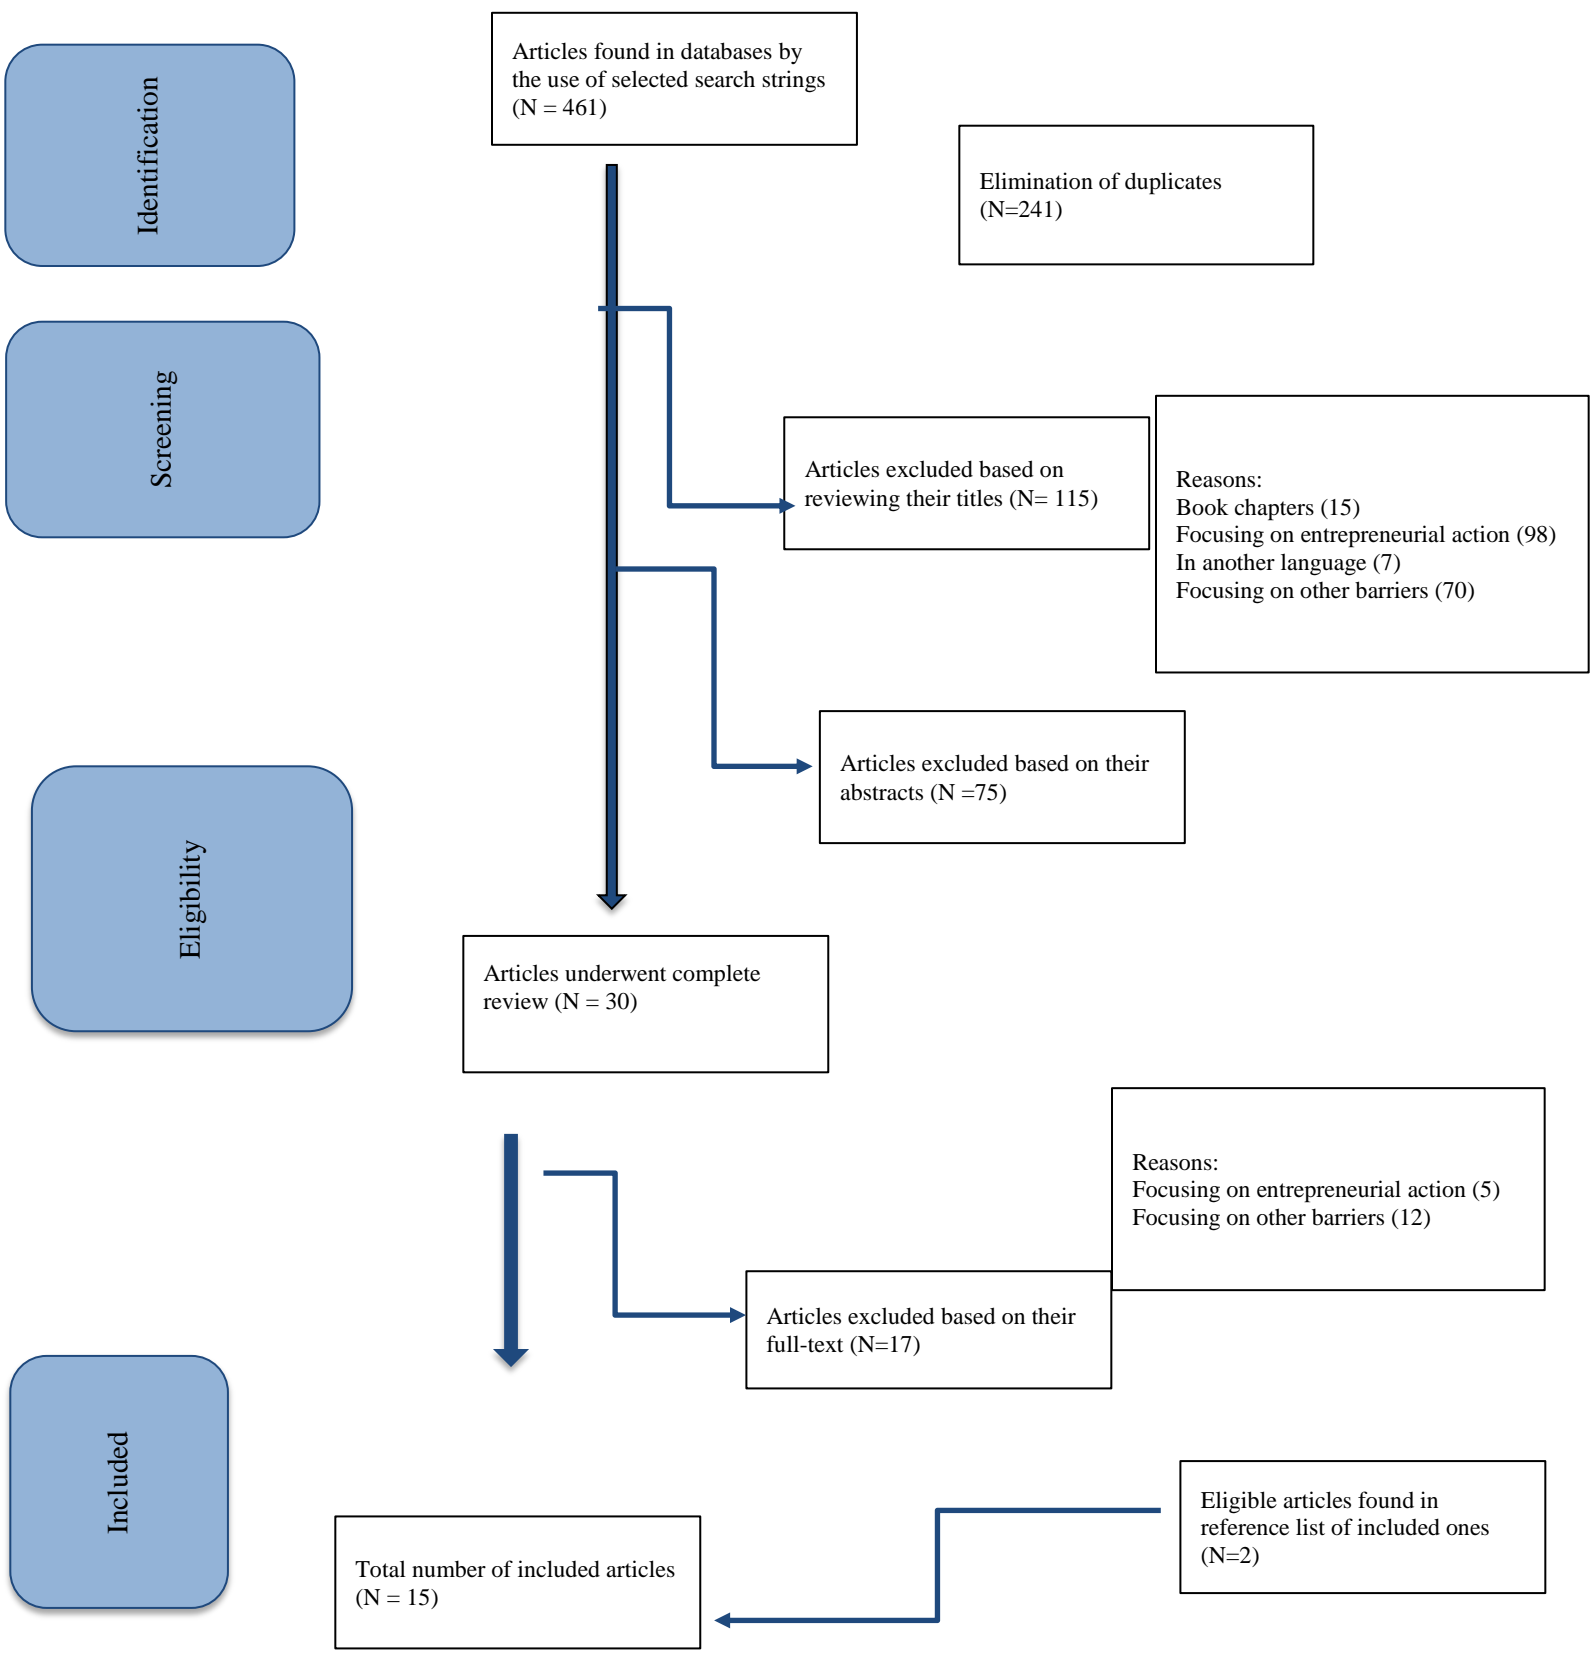 Identification
Articles found in databases by
the use of selected search strings
(N = 461)
Elimination of duplicates
(N=241)
Screening
Articles excluded based on
reviewing their titles (N= 115)
Reasons:
Book chapters (15)
Focusing on entrepreneurial action (98)
In another language (7)
Focusing on other barriers (70)
Articles excluded based on their
abstracts (N =75)
Eligibility
Articles underwent complete
review (N = 30)
Reasons:
Focusing on entrepreneurial action (5)
Focusing on other barriers (12)
Articles excluded based on their
full-text (N=17)
Included
Total number of included articles
(N = 15)
Eligible articles found in
reference list of included ones
(N=2)